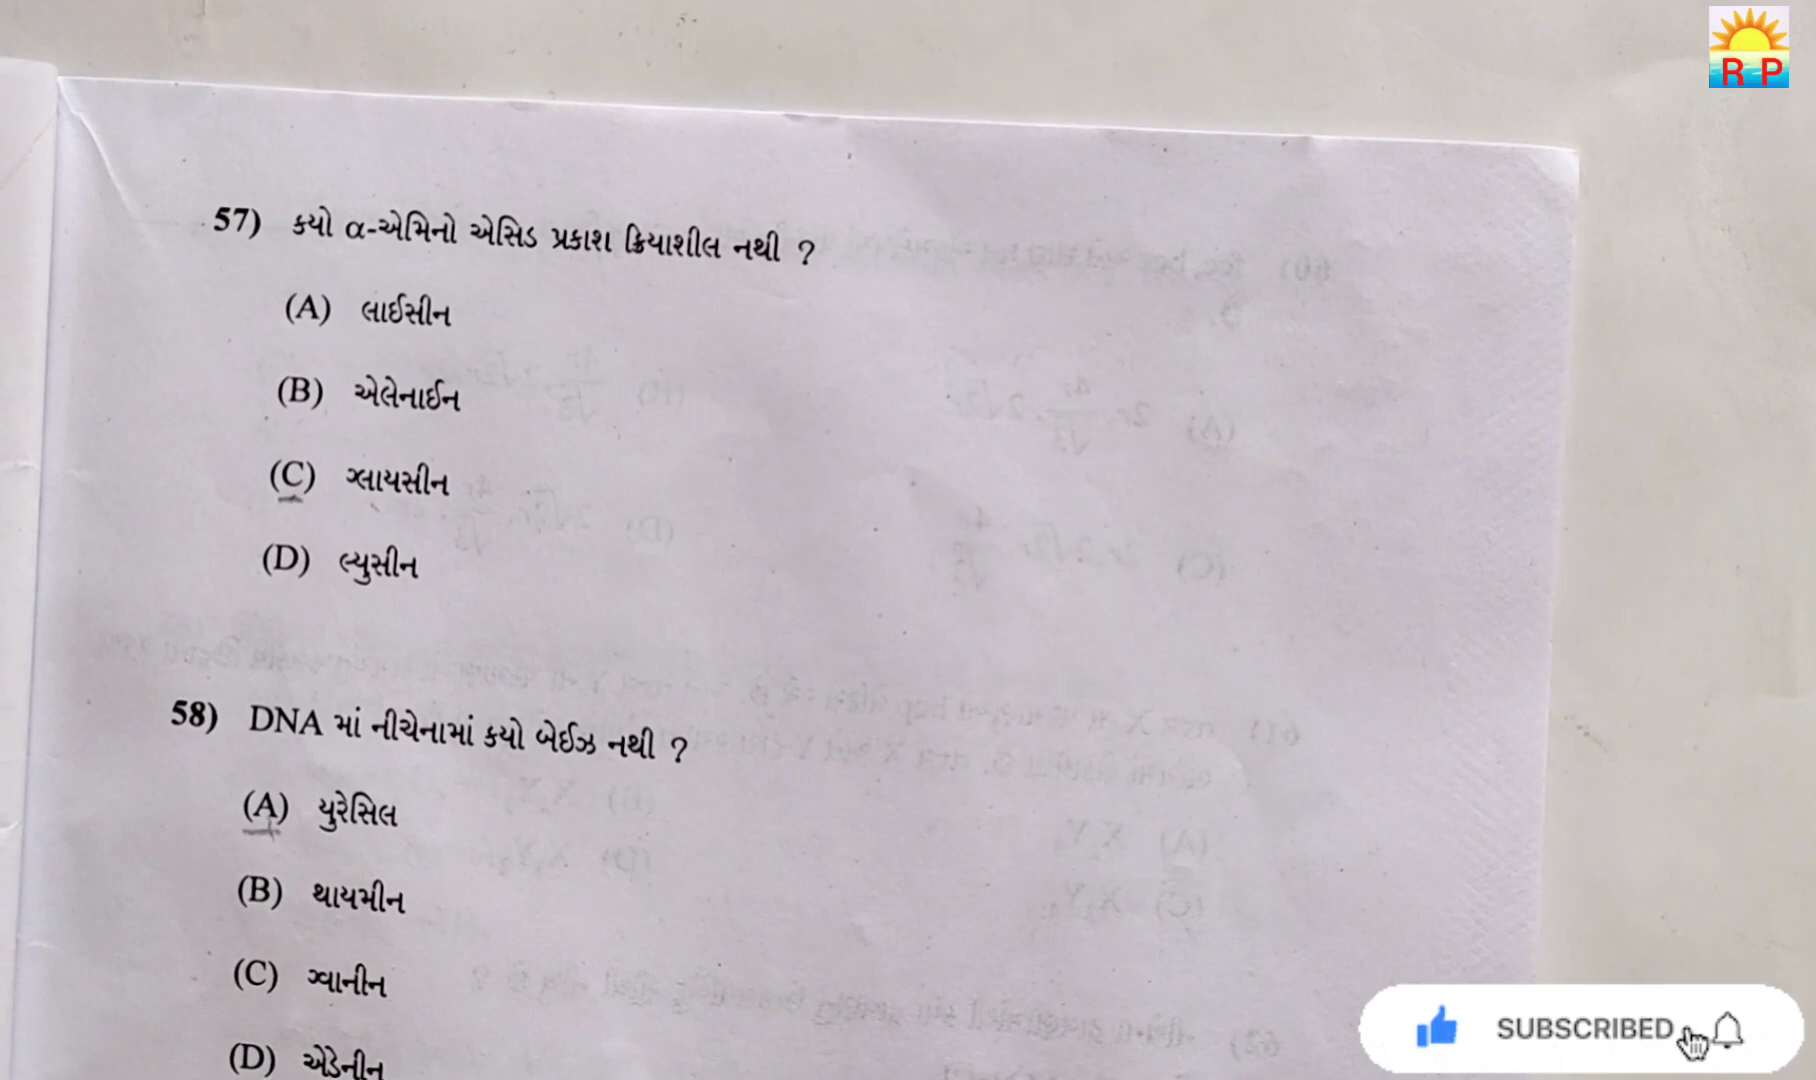 R P
57) કયો α-એમિનો એસિડ પ્રકાશ ક્રિયાશીલ નથી ?
(A) લાઈસીન
(B) એલેનાઈન
(C) ગ્લાયસીન
(D) લ્યુસીન
58) DNA માં નીચેનામાં કયો બેઈઝ નથી ?
(A) યુરેસિલ
(B) થાયમીન
(C) ગ્વાનીન
(D) એડેનીન
SUBSCRIBED